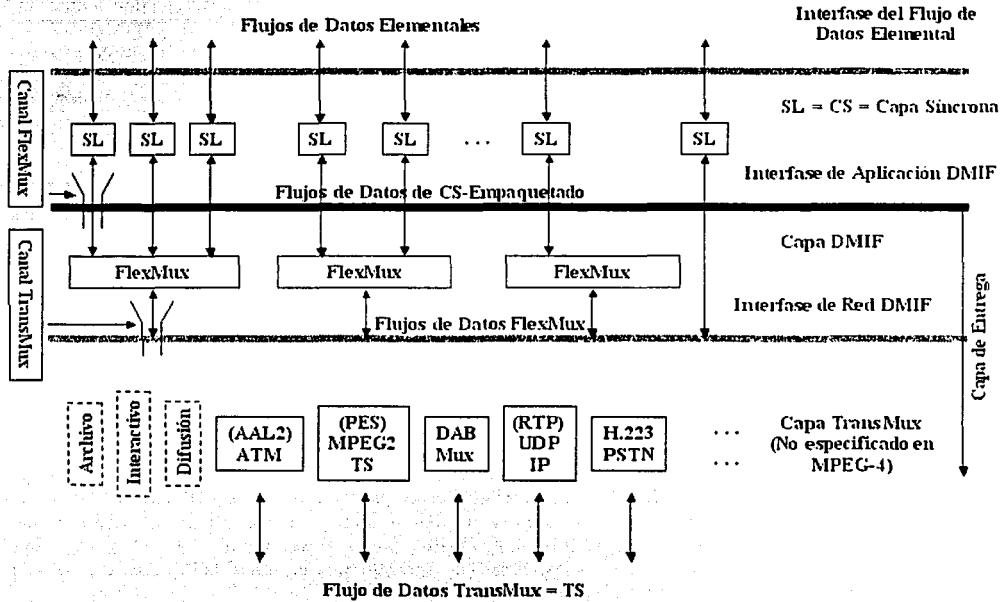 Flujos de Datos Elementales
Interfase del Flujo de
Datos Elemental
Canal FlexMux
SL
SL
SL
SL
SL
...
SL
SL
SL = CS = Capa Síncrona
Interfase de Aplicación DMIF
Flujos de Datos de CS-Empaquetado
Capa DMIF
Canal TransMux
FlexMux
FlexMux
FlexMux
Interfase de Red DMIF
Flujos de Datos FlexMux
Capa de Entrega
Archivo
Interactivo
Difusión
(AAL2)
ATM
(PES)
MPEG2
TS
DAB
Mux
(RTP)
UDP
IP
H.223
PSTN
...
...
Capa TransMux
(No especificado en
MPEG-4)
Flujo de Datos TransMux = TS